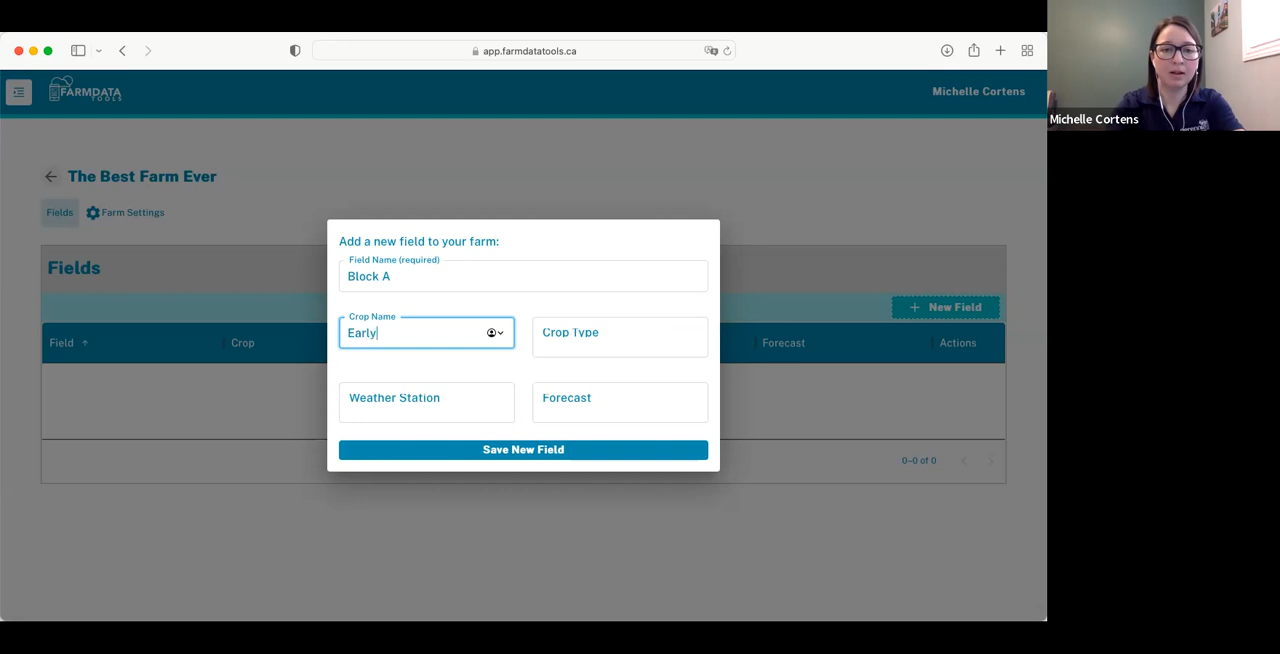 app.farmdatatools.ca
FARMDATA
TOOLS
Michelle Cortens
Michelle Cortens
The Best Farm Ever
Fields
Farm Settings
Fields
+ New Field
Field
Crop
Forecast
Actions
0-0 of 0
Add a new field to your farm:
Field Name (required)
Block A
Crop Name
Early
Crop Type
Weather Station
Forecast
Save New Field